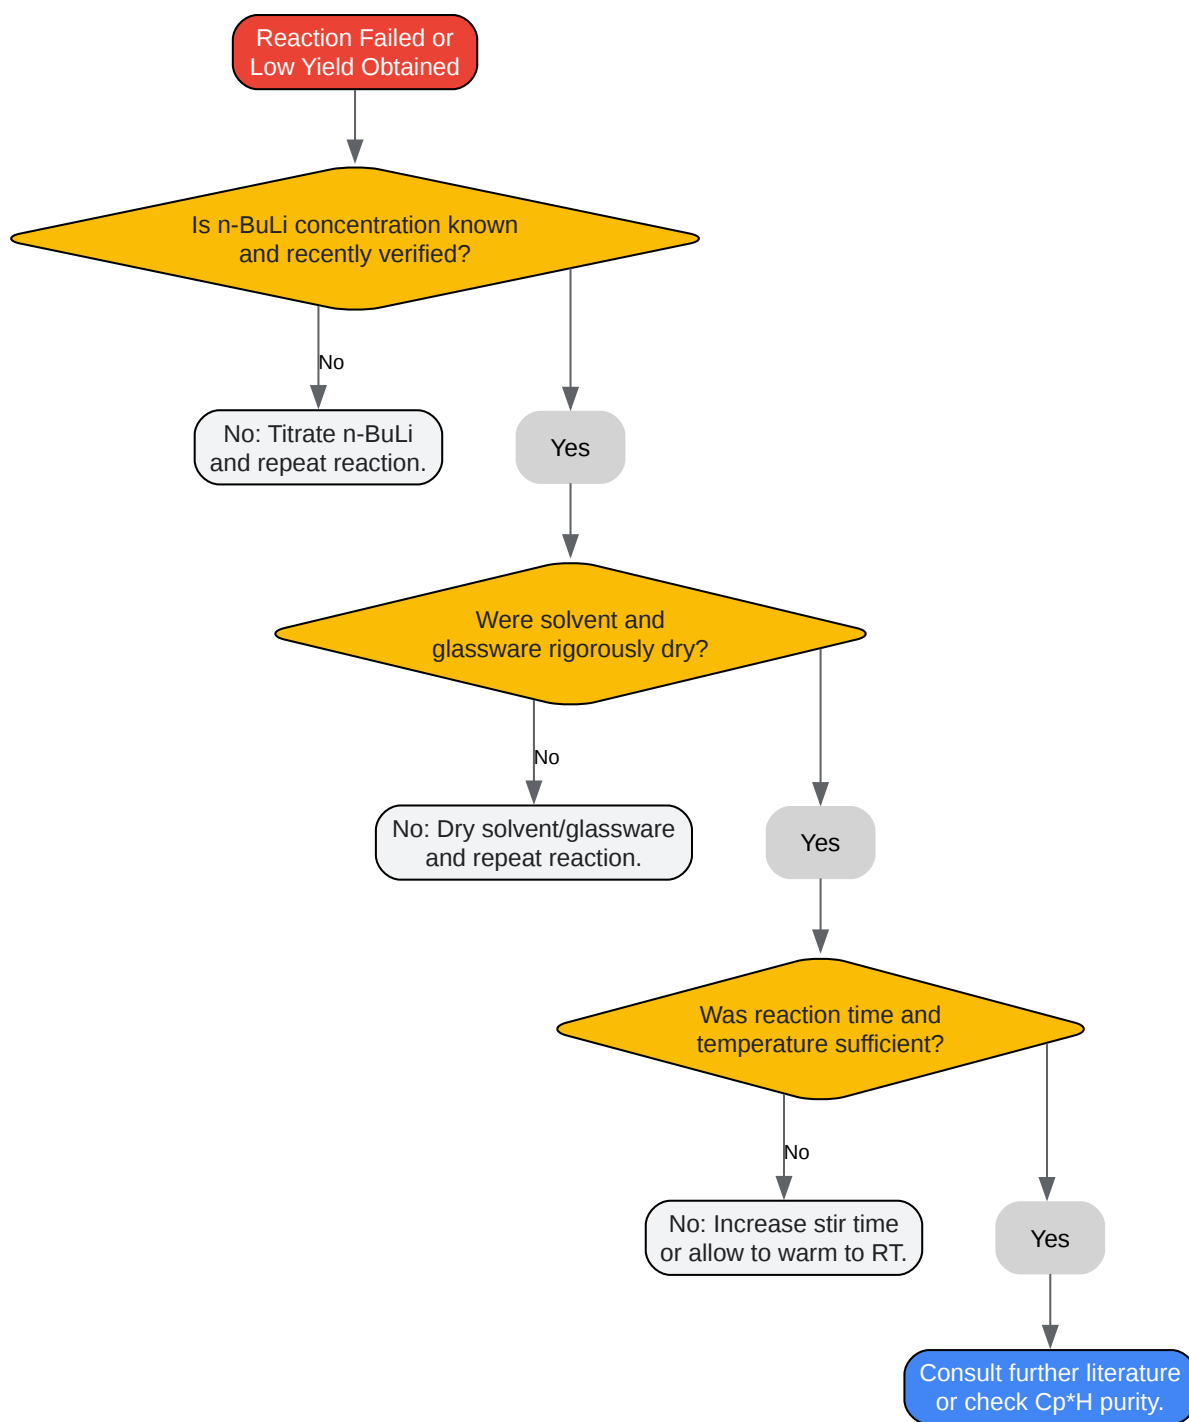 Reaction Failed or
Low Yield Obtained
Is n-BuLi concentration known
and recently verified?
No
No: Titrate n-BuLi
and repeat reaction.
Yes
Were solvent and
glassware rigorously dry?
No
No: Dry solvent/glassware
and repeat reaction.
Yes
Was reaction time and
temperature sufficient?
No
No: Increase stir time
or allow to warm to RT.
Yes
Consult further literature
or check Cp*H purity.